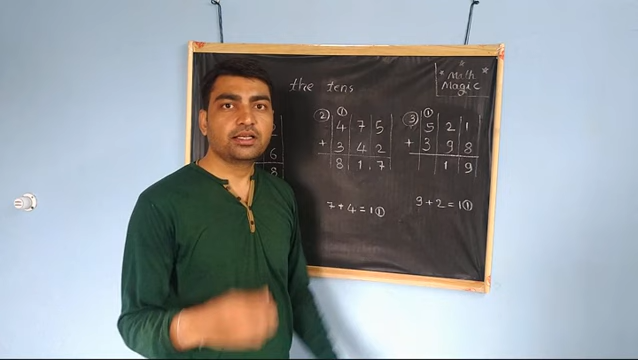 the tens
Math
Magic
6
8
2) ① 4 7 5
+ 3 4 2
8 1 7
7 + 4 = 1①
3) ① 5 2 1
+ 3 9 8
1 9
9 + 2 = 1①